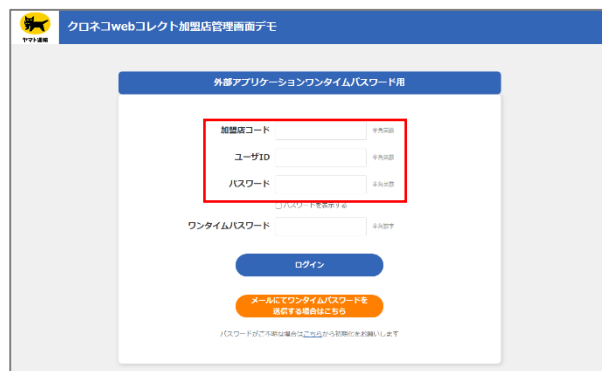 クロネコwebコレクト加盟店管理画面デモ
ヤマト運輸
外部アプリケーションワンタイムパスワード用
加盟店コード 半角英数
ユーザID 半角英数
パスワード 半角英数
パスワードを表示する
ワンタイムパスワード 半角数字
ログイン
メールにてワンタイムパスワードを
送信する場合はこちら
パスワードがご不明な場合はこちらから初期化をお願いします